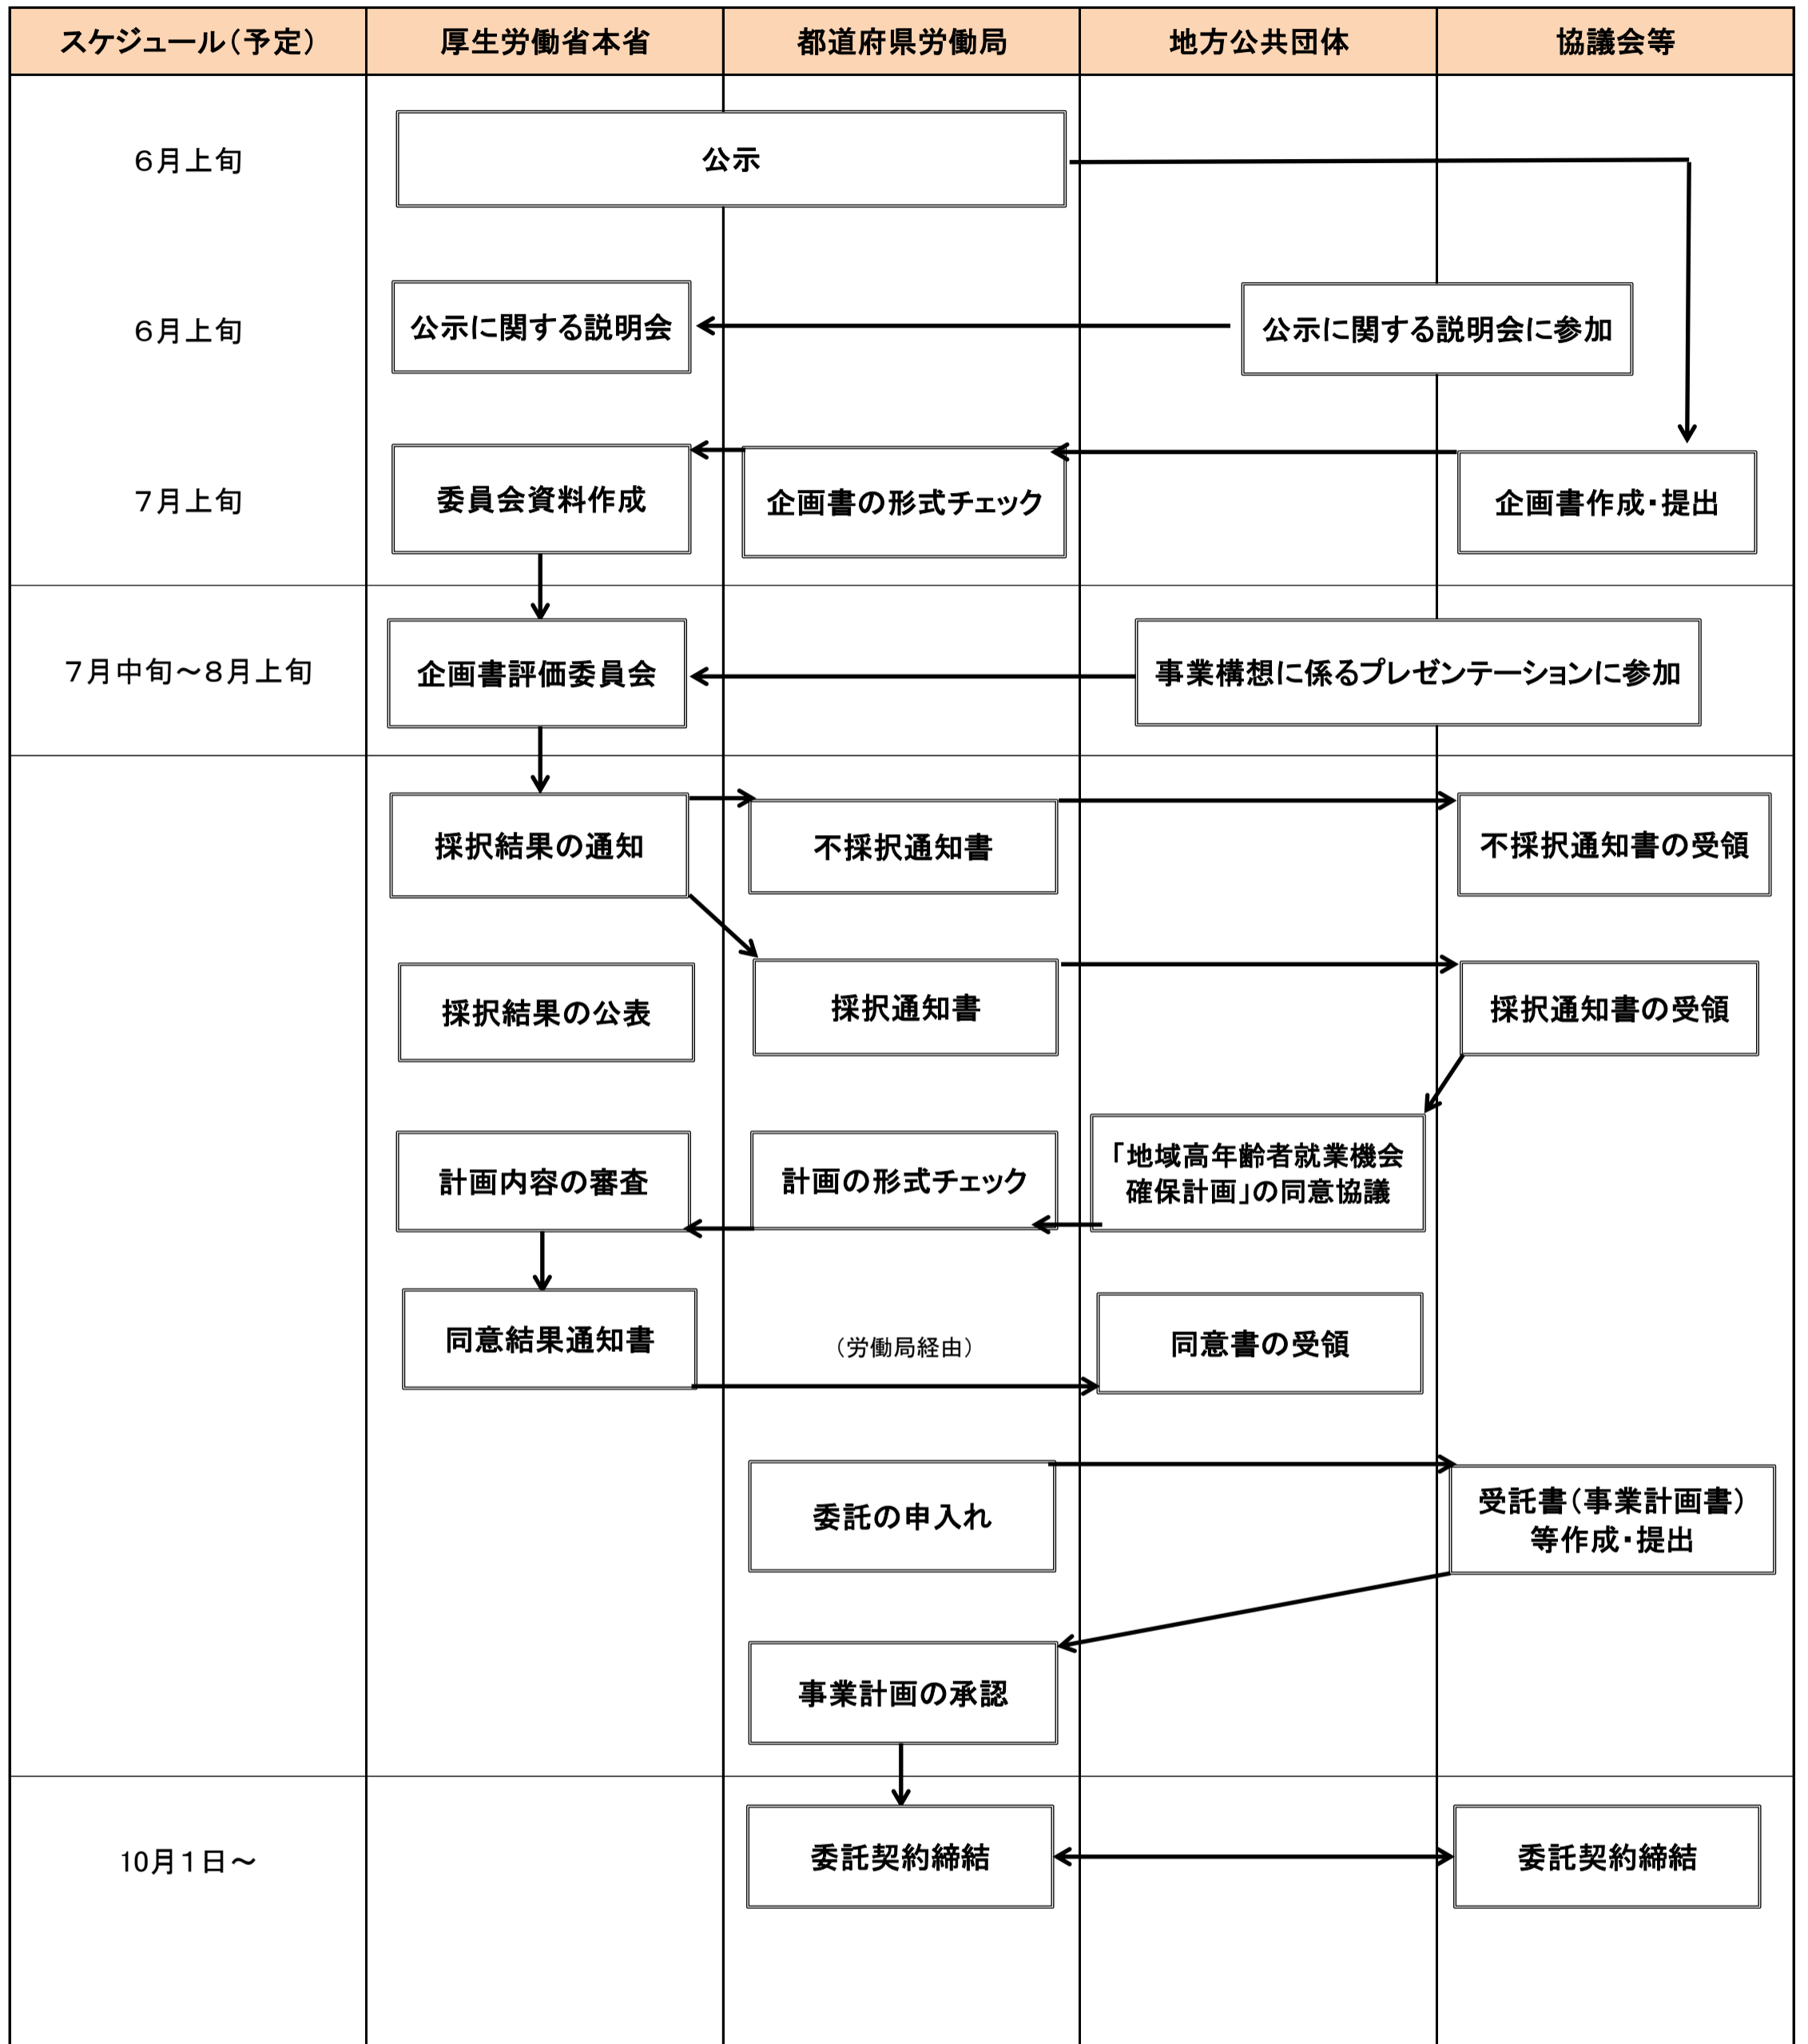 スケジュール（予定）
厚生労働省本省
都道府県労働局
地方公共団体
協議会等
６月上旬
公示
６月上旬
公示に関する説明会
公示に関する説明会に参加
７月上旬
委員会資料作成
企画書の形式チェック
企画書作成・提出
７月中旬～８月上旬
企画書評価委員会
事業構想に係るプレゼンテーションに参加
採択結果の通知
不採択通知書
不採択通知書の受領
採択結果の公表
採択通知書
採択通知書の受領
計画内容の審査
計画の形式チェック
「地域高年齢者就業機会
確保計画」の同意協議
同意結果通知書
（労働局経由）
同意書の受領
委託の申入れ
受託書（事業計画書）
等作成・提出
事業計画の承認
10月１日～
委託契約締結
委託契約締結